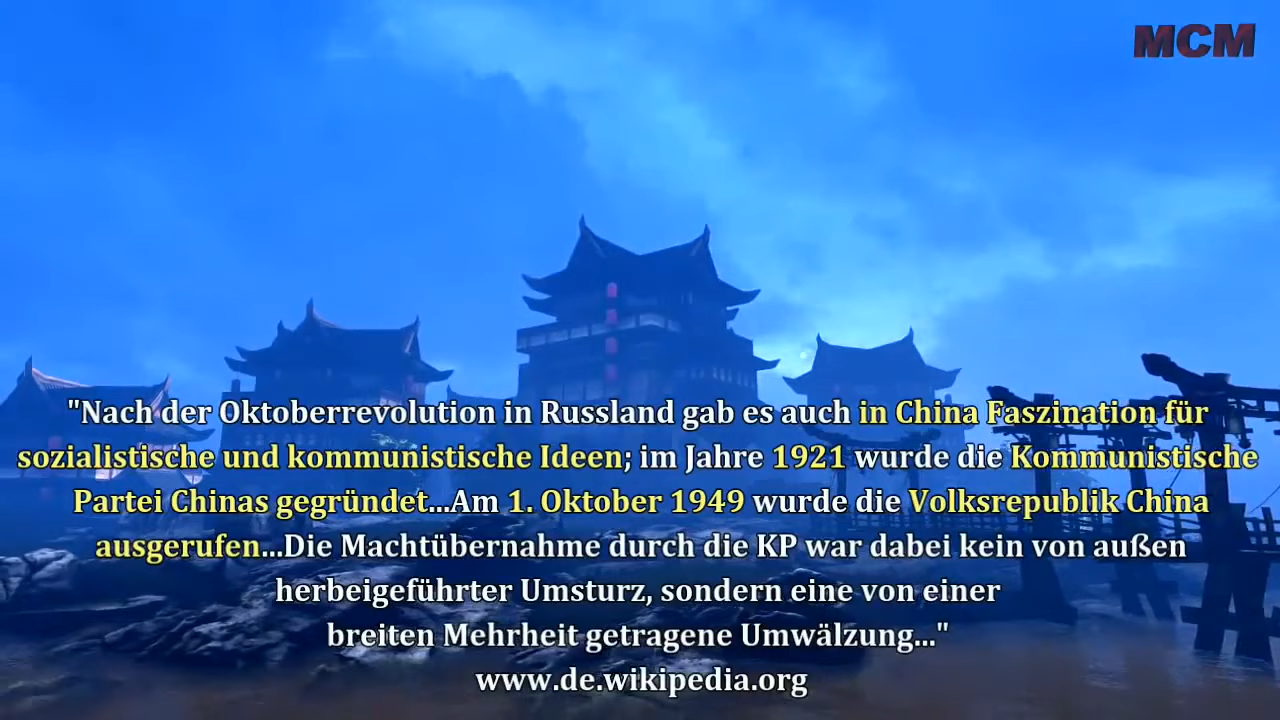 MCM
"Nach der Oktoberrevolution in Russland gab es auch in China Faszination für
sozialistische und kommunistische Ideen; im Jahre 1921 wurde die Kommunistische
Partei Chinas gegründet...Am 1. Oktober 1949 wurde die Volksrepublik China
ausgerufen...Die Machtübernahme durch die KP war dabei kein von außen
herbeigeführter Umsturz, sondern eine von einer
breiten Mehrheit getragene Umwälzung..."
www.de.wikipedia.org